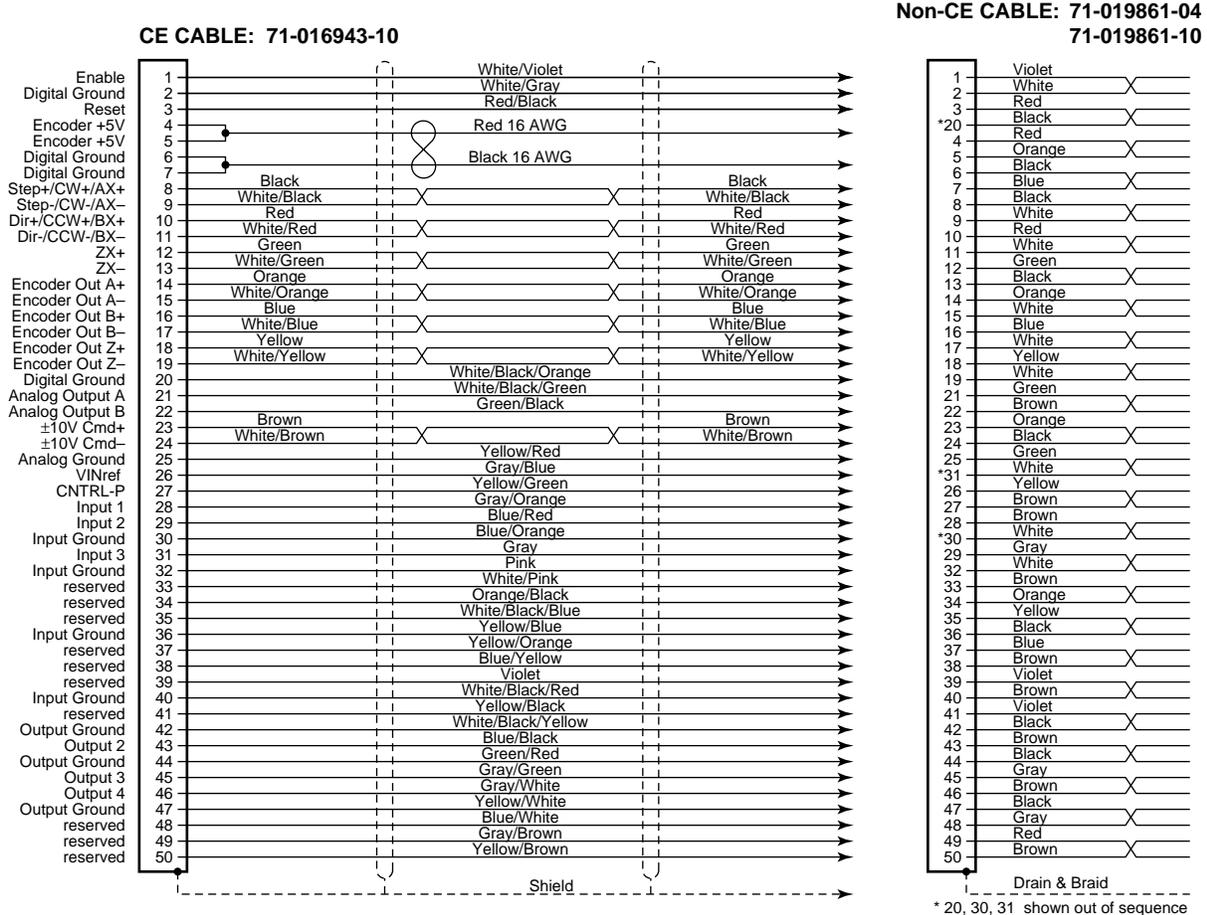 Non-CE CABLE: 71-019861-04
71-019861-10
CE CABLE: 71-016943-10
Enable 1 White/Violet
Digital Ground 2 White/Gray
Reset 3 Red/Black
Encoder +5V 4
Red 16 AWG
Encoder +5V 5
Digital Ground 6
Black 16 AWG
Digital Ground 7
Step+/CW+/AX+ 8 Black Black
Step-/CW-/AX– 9 White/Black White/Black
Dir+/CCW+/BX+ 10 Red Red
Dir-/CCW-/BX– 11 White/Red White/Red
ZX+ 12 Green Green
ZX– 13 White/Green White/Green
Encoder Out A+ 14 Orange Orange
Encoder Out A– 15 White/Orange White/Orange
Encoder Out B+ 16 Blue Blue
Encoder Out B– 17 White/Blue White/Blue
Encoder Out Z+ 18 Yellow Yellow
Encoder Out Z– 19 White/Yellow White/Yellow
Digital Ground 20 White/Black/Orange
Analog Output A 21 White/Black/Green
Analog Output B 22 Green/Black
±10V Cmd+ 23 Brown Brown
±10V Cmd– 24 White/Brown White/Brown
Analog Ground 25 Yellow/Red
VINref 26 Gray/Blue
CNTRL-P 27 Yellow/Green
Input 1 28 Gray/Orange
Input 2 29 Blue/Red
Input Ground 30 Blue/Orange
Input 3 31 Gray
Input Ground 32 Pink
reserved 33 White/Pink
reserved 34 Orange/Black
reserved 35 White/Black/Blue
Input Ground 36 Yellow/Blue
reserved 37 Yellow/Orange
reserved 38 Blue/Yellow
reserved 39 Violet
Input Ground 40 White/Black/Red
reserved 41 Yellow/Black
Output Ground 42 White/Black/Yellow
Output 2 43 Blue/Black
Output Ground 44 Green/Red
Output 3 45 Gray/Green
Output 4 46 Gray/White
Output Ground 47 Yellow/White
reserved 48 Blue/White
reserved 49 Gray/Brown
reserved 50 Yellow/Brown
Shield
1 Violet
2 White
3 Red
*20 Black
4 Red
5 Orange
6 Black
7 Blue
8 Black
9 White
10 Red
11 White
12 Green
13 Black
14 Orange
15 White
16 Blue
17 White
18 Yellow
19 White
21 Green
22 Brown
23 Orange
24 Black
25 Green
*31 White
26 Yellow
27 Brown
28 Brown
*30 White
29 Gray
32 White
33 Brown
34 Orange
35 Yellow
36 Black
37 Blue
38 Brown
39 Violet
40 Brown
41 Violet
42 Black
43 Brown
44 Black
45 Gray
46 Brown
47 Black
48 Gray
49 Red
50 Brown
Drain & Braid
* 20, 30, 31 shown out of sequence